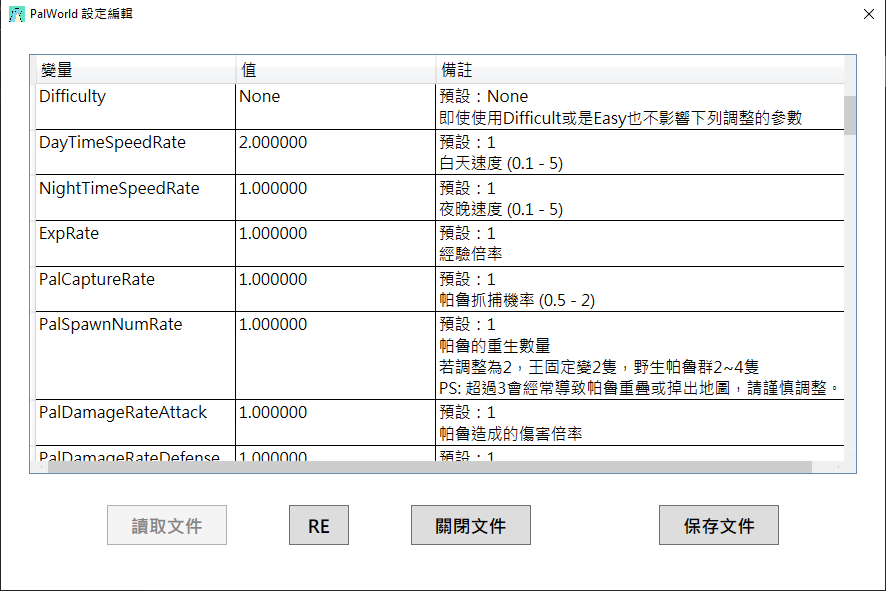 PalWorld 設定編輯
變量 值 備註
Difficulty None 預設：None
即使使用Difficult或是Easy也不影響下列調整的參數
DayTimeSpeedRate 2.000000 預設：1
白天速度 (0.1 - 5)
NightTimeSpeedRate 1.000000 預設：1
夜晚速度 (0.1 - 5)
ExpRate 1.000000 預設：1
經驗倍率
PalCaptureRate 1.000000 預設：1
帕魯抓捕機率 (0.5 - 2)
PalSpawnNumRate 1.000000 預設：1
帕魯的重生數量
若調整為2，王固定變2隻，野生帕魯群2~4隻
PS: 超過3會經常導致帕魯重疊或掉出地圖，請謹慎調整。
PalDamageRateAttack 1.000000 預設：1
帕魯造成的傷害倍率
PalDamageRateDefense 1.000000 預設：1
讀取文件 RE 關閉文件 保存文件